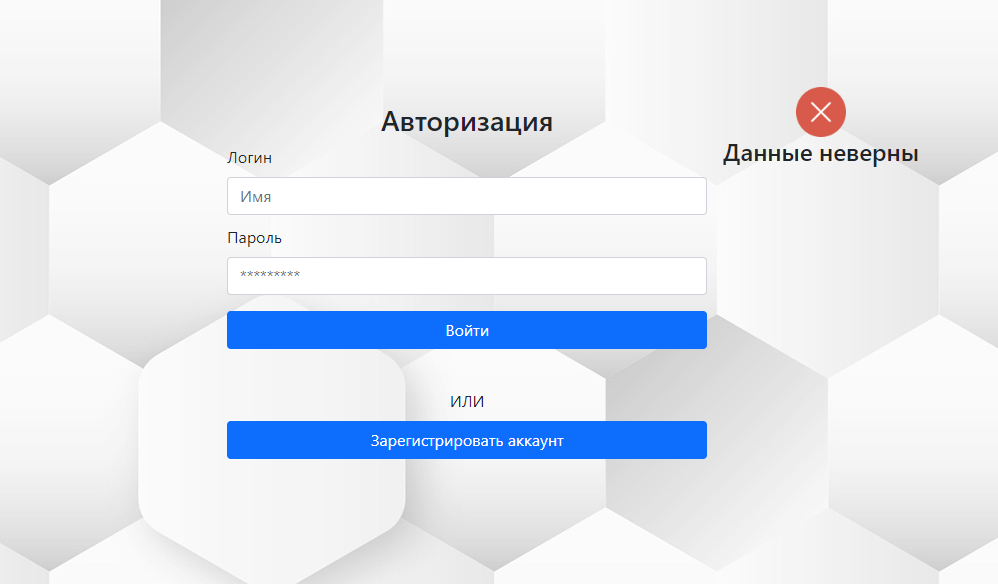 Авторизация
Данные неверны
Логин
Имя
Пароль
*********
Войти
ИЛИ
Зарегистрировать аккаунт